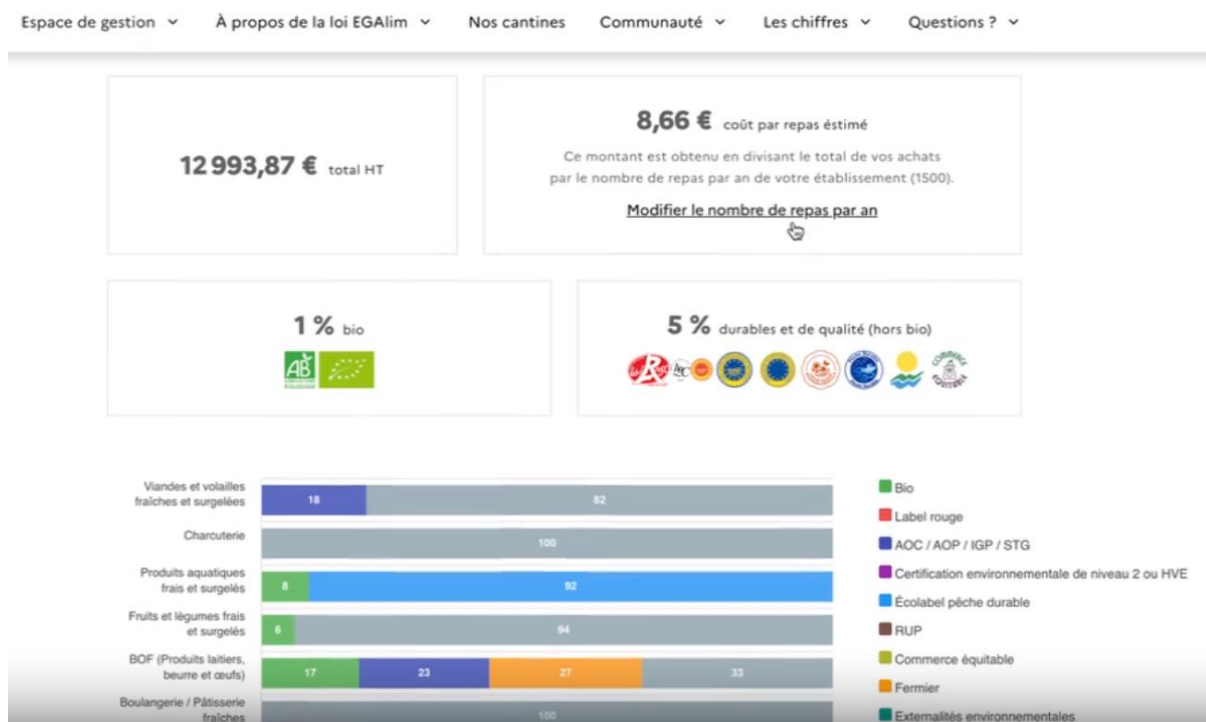 Espace de gestion À propos de la loi EGAlim Nos cantines Communauté Les chiffres Questions ?
12 993,87 € total HT
8,66 € coût par repas éstimé
Ce montant est obtenu en divisant le total de vos achats
par le nombre de repas par an de votre établissement (1500).
Modifier le nombre de repas par an
1 % bio
AB
5 % durables et de qualité (hors bio)
COMMERCE
EQUITABLE
Viandes et volailles
fraîches et surgelées
18 82
Charcuterie
100
Produits aquatiques
frais et surgelés
8 92
Fruits et légumes frais
et surgelés
6 94
BOF (Produits laitiers,
beurre et œufs)
17 23 27 33
Boulangerie / Pâtisserie
fraîches
100
Bio
Label rouge
AOC / AOP / IGP / STG
Certification environnementale de niveau 2 ou HVE
Écolabel pêche durable
RUP
Commerce équitable
Fermier
Externalités environnementales